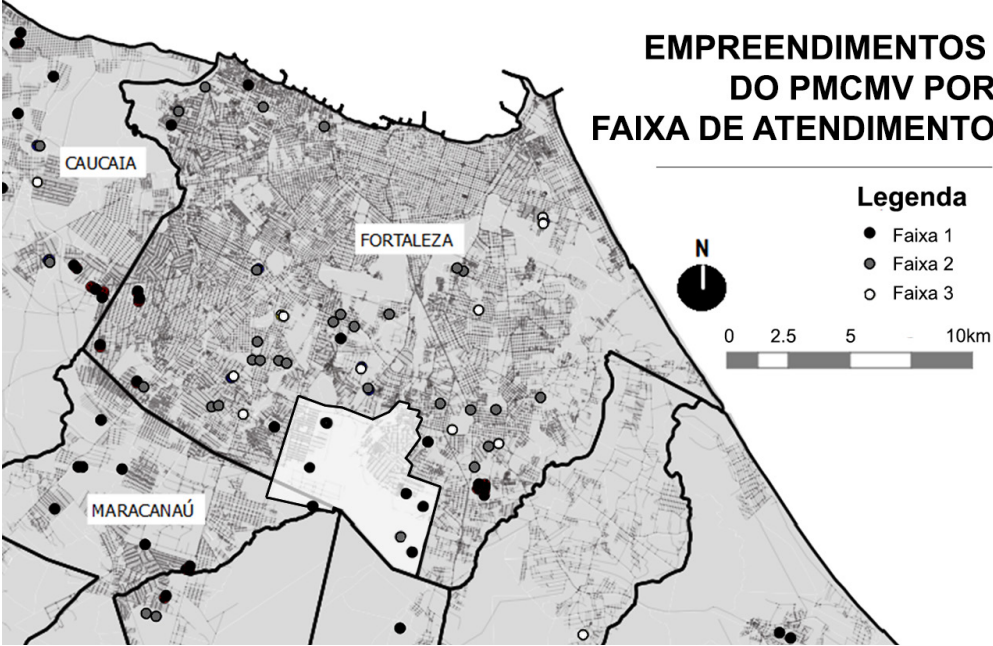 EMPREENDIMENTOS
DO PMCMV POR
FAIXA DE ATENDIMENTO
Legenda
Faixa 1
Faixa 2
Faixa 3
N
0 2.5 5 10km
CAUCAIA
FORTALEZA
MARACANAÚ